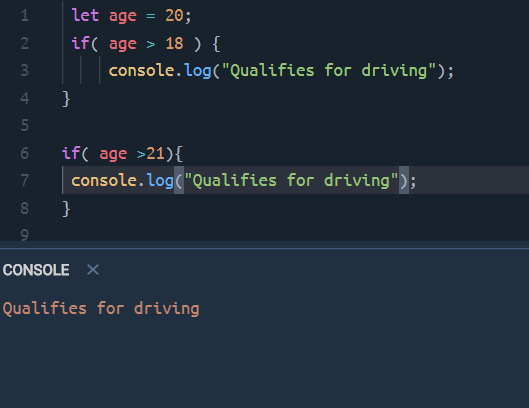 1 let age = 20;
2 if( age > 18 ) {
3 console.log("Qualifies for driving");
4 }
5
6 if( age >21){
7 console.log("Qualifies for driving");
8 }
9
CONSOLE ×
Qualifies for driving